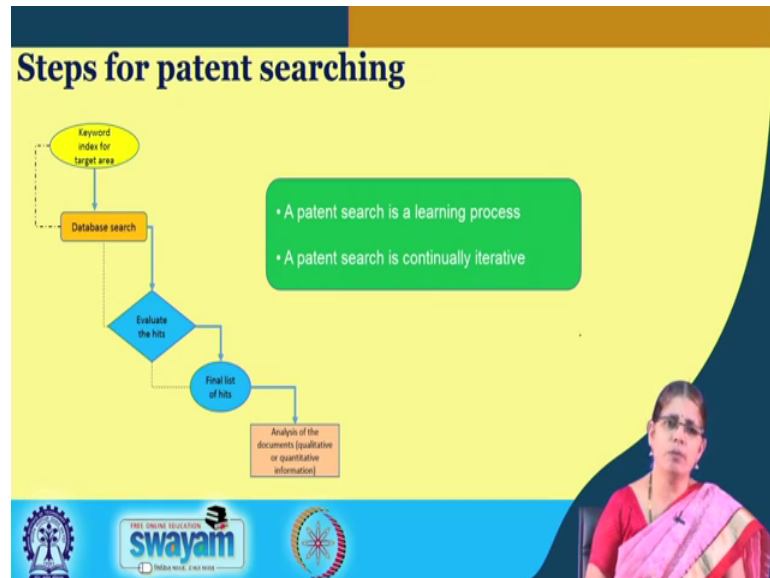 Steps for patent searching
Keyword
index for
target area
Database search
Evaluate
the hits
Final list
of hits
Analysis of the
documents (qualitative
or quantitative
information)
• A patent search is a learning process
• A patent search is continually iterative
FREE ONLINE EDUCATION
swayam